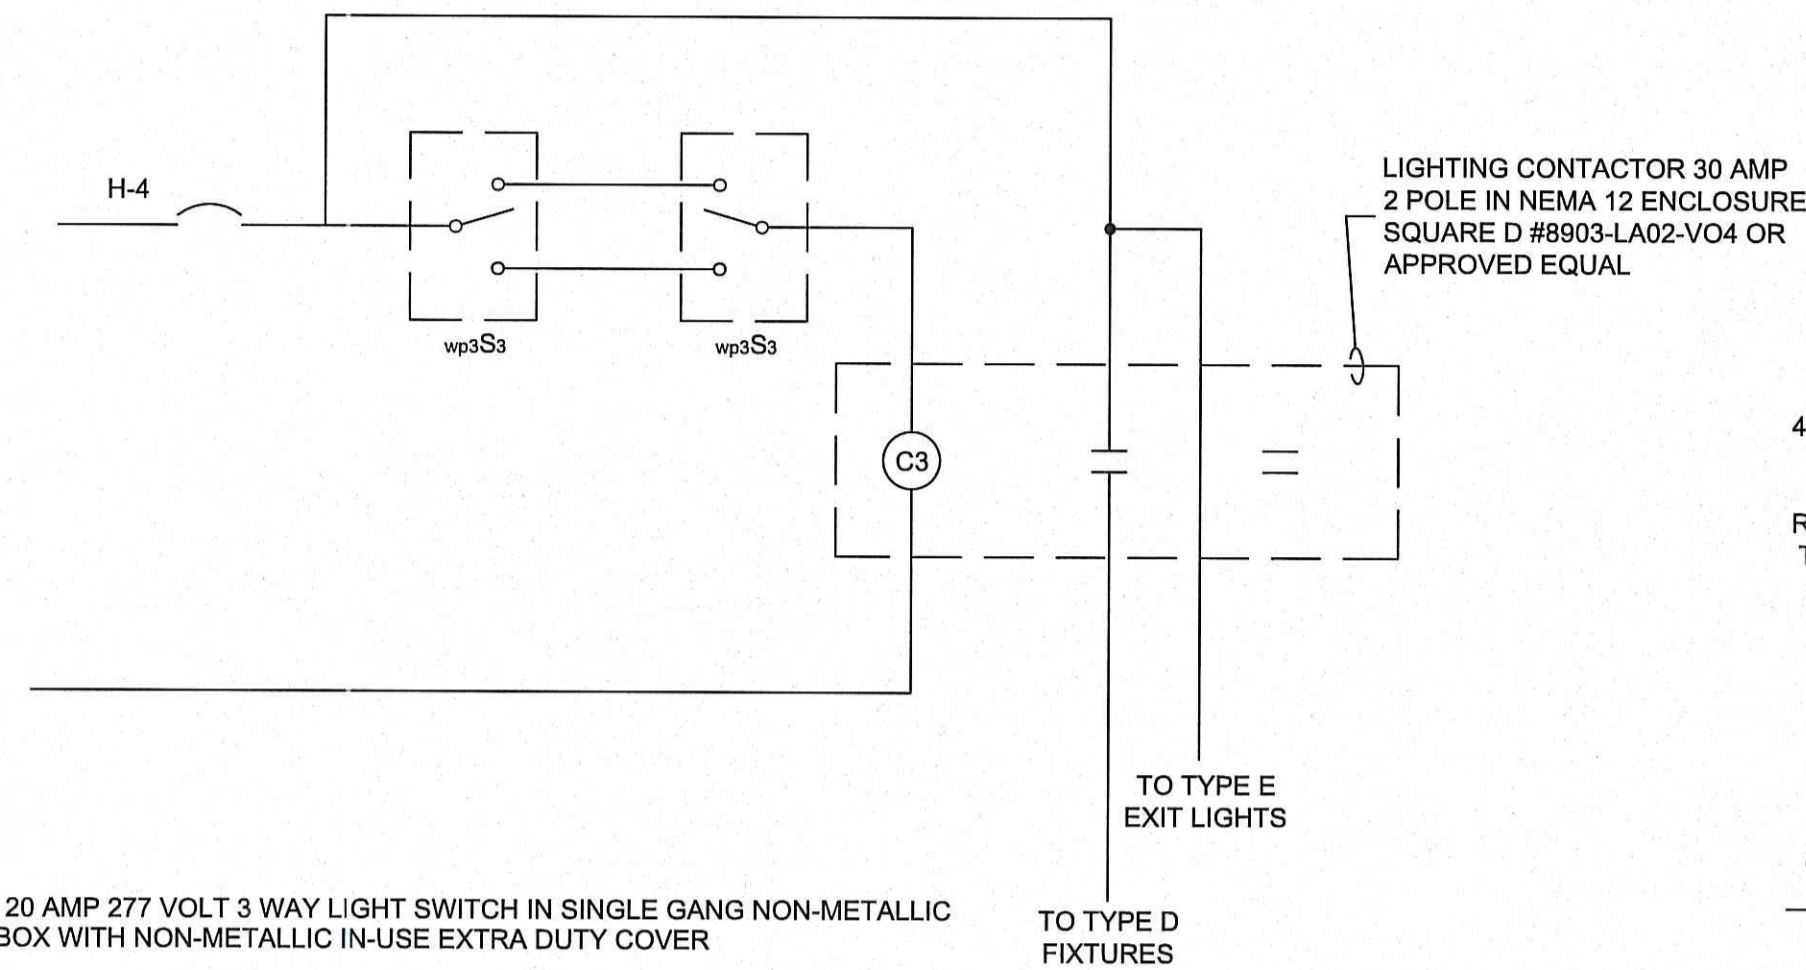 H-4
wp3S3
wp3S3
LIGHTING CONTACTOR 30 AMP
2 POLE IN NEMA 12 ENCLOSURE
SQUARE D #8903-LA02-VO4 OR
APPROVED EQUAL
C3
4
R
T
TO TYPE E
EXIT LIGHTS
20 AMP 277 VOLT 3 WAY LIGHT SWITCH IN SINGLE GANG NON-METALLIC
BOX WITH NON-METALLIC IN-USE EXTRA DUTY COVER
TO TYPE D
FIXTURES